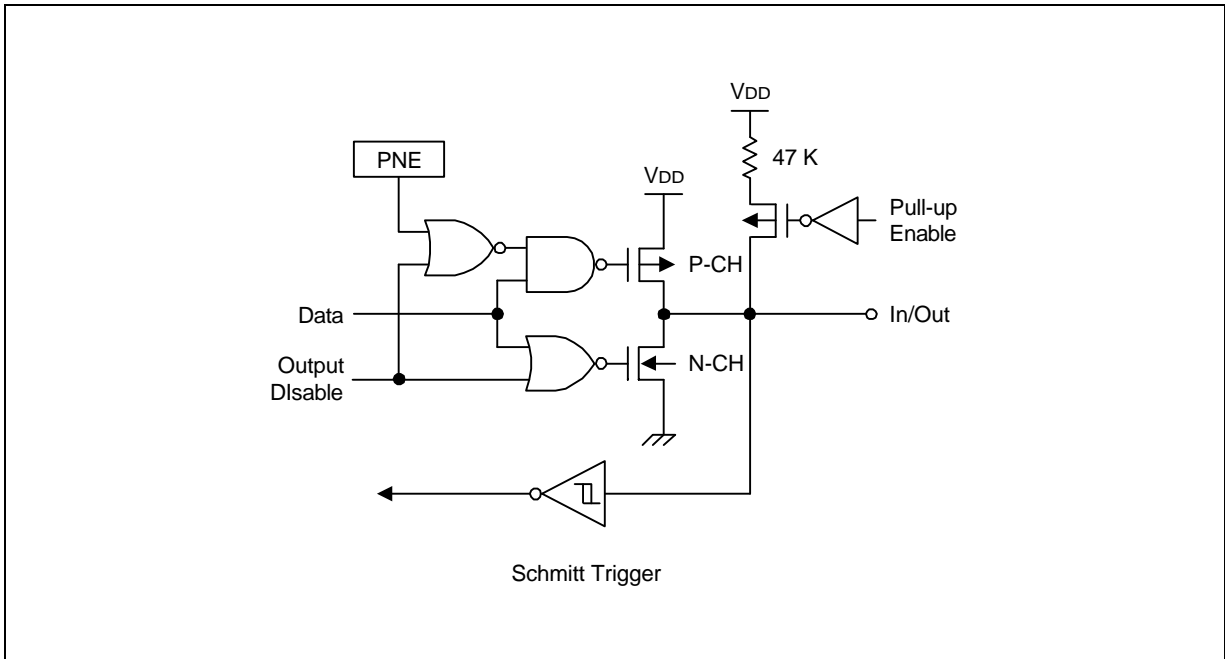 VDD
47 K
PNE
VDD
Pull-up
Enable
P-CH
Data
In/Out
Output
DIsable
N-CH
Schmitt Trigger